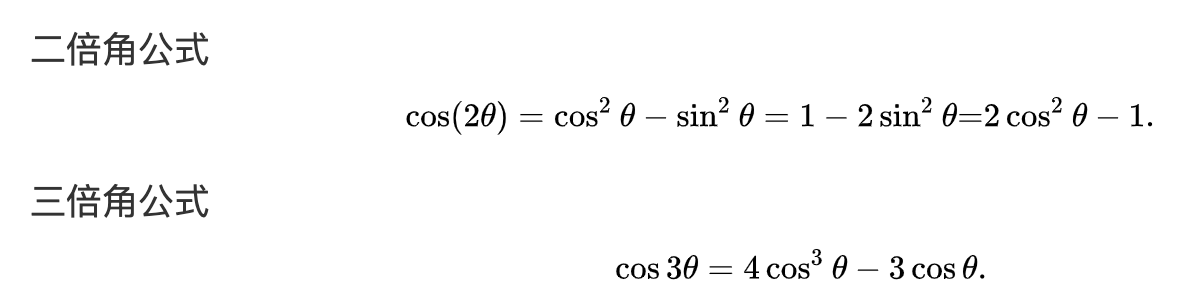 二倍角公式
cos(2θ) = cos² θ − sin² θ = 1 − 2 sin² θ=2 cos² θ − 1.
三倍角公式
cos 3θ = 4 cos³ θ − 3 cos θ.